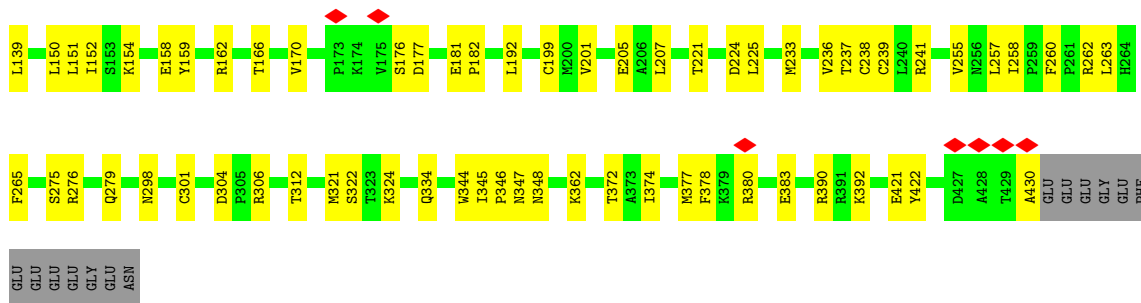 L139 L150 L151 I152 S153 K154 E158 Y159 R162 T166 V170 P173 K174 V175 S176 D177 E181 P182 L192 C199 M200 V201 E205 A206 L207 T221 D224 L225 M233 V236 T237 C238 C239 L240 R241 V255 N256 L257 I258 P259 F260 P261 R262 L263 H264
F265 S275 R276 Q279 N298 C301 D304 P305 R306 T312 M321 S322 T323 K324 Q334 W344 I345 P346 N347 N348 K362 T372 A373 I374 M377 F378 K379 R380 E383 R390 R391 K392 E421 Y422 D427 A428 T429 A430 GLU GLU GLU GLY GLU PHE
GLU GLU GLU GLU GLY GLU ASN